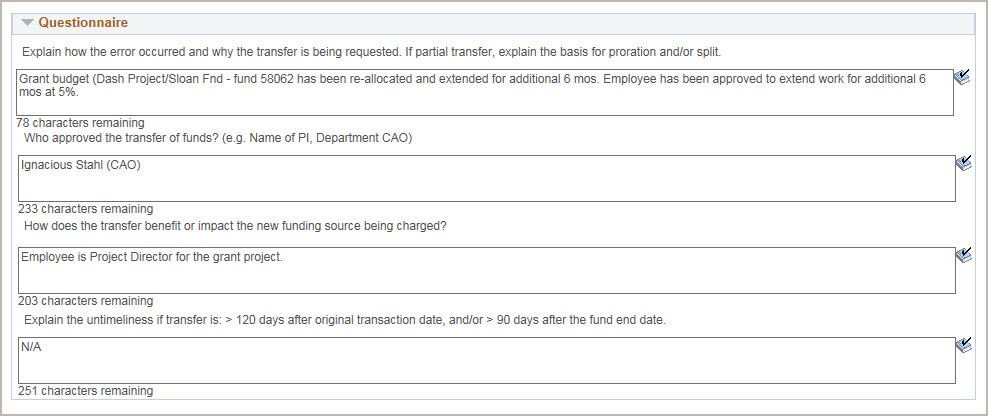 Questionnaire
Explain how the error occurred and why the transfer is being requested. If partial transfer, explain the basis for proration and/or split.
Grant budget (Dash Project/Sloan Fnd - fund 58062 has been re-allocated and extended for additional 6 mos. Employee has been approved to extend work for additional 6
mos at 5%.
78 characters remaining
Who approved the transfer of funds? (e.g. Name of PI, Department CAO)
Ignacious Stahl (CAO)
233 characters remaining
How does the transfer benefit or impact the new funding source being charged?
Employee is Project Director for the grant project.
203 characters remaining
Explain the untimeliness if transfer is: > 120 days after original transaction date, and/or > 90 days after the fund end date.
N/A
251 characters remaining